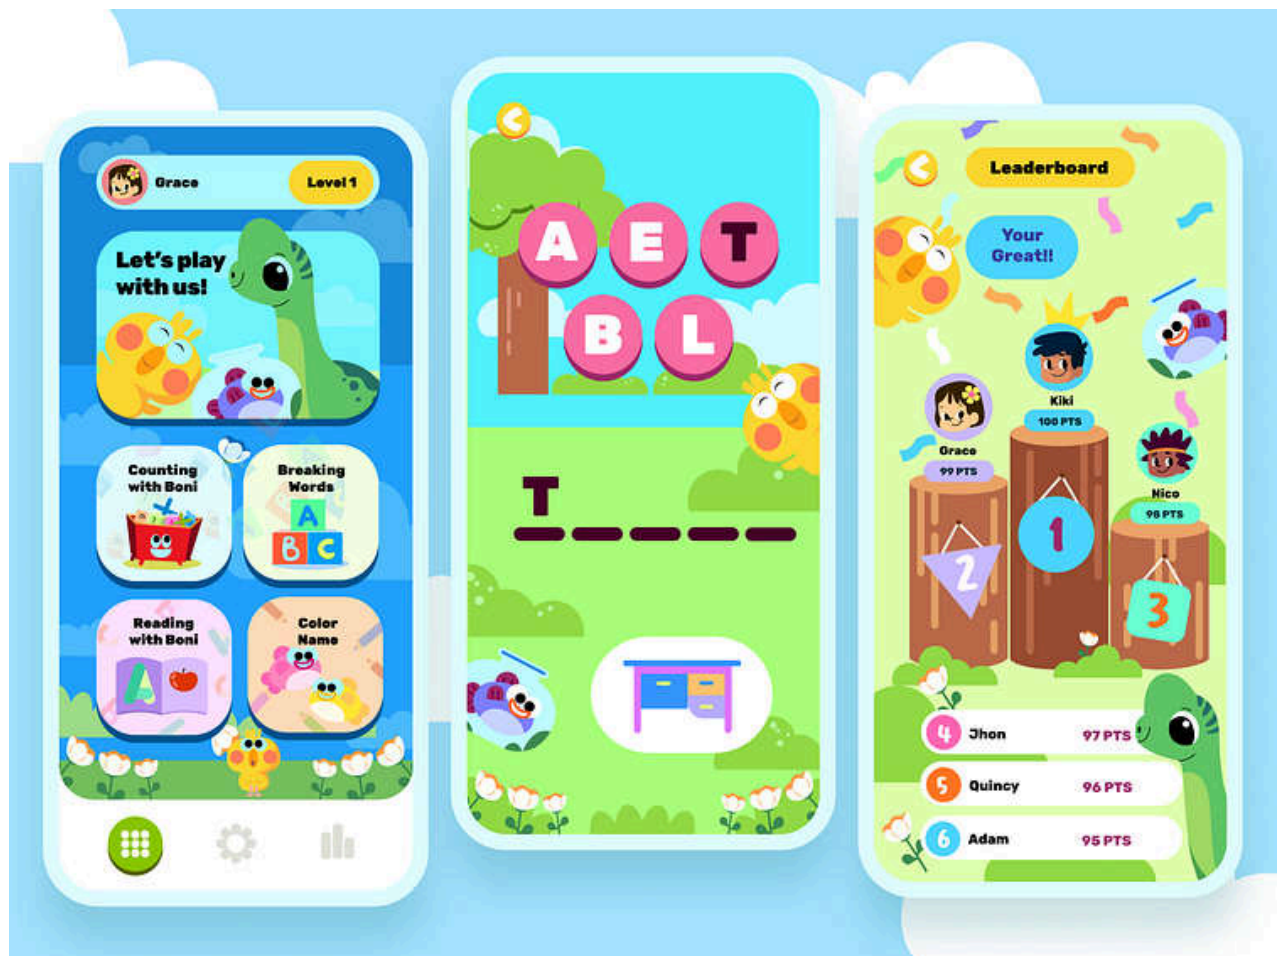 Grace
Level 1
Let's play
with us!
Counting
with Boni
Breaking
Words
A
B C
Reading
with Boni
A
Color
Name
A E T
B L
T
Leaderboard
Your
Great!!
Kiki
100 PTS
Grace
99 PTS
Nico
98 PTS
1
2
3
4 Jhon 97 PTS
5 Quincy 96 PTS
6 Adam 95 PTS